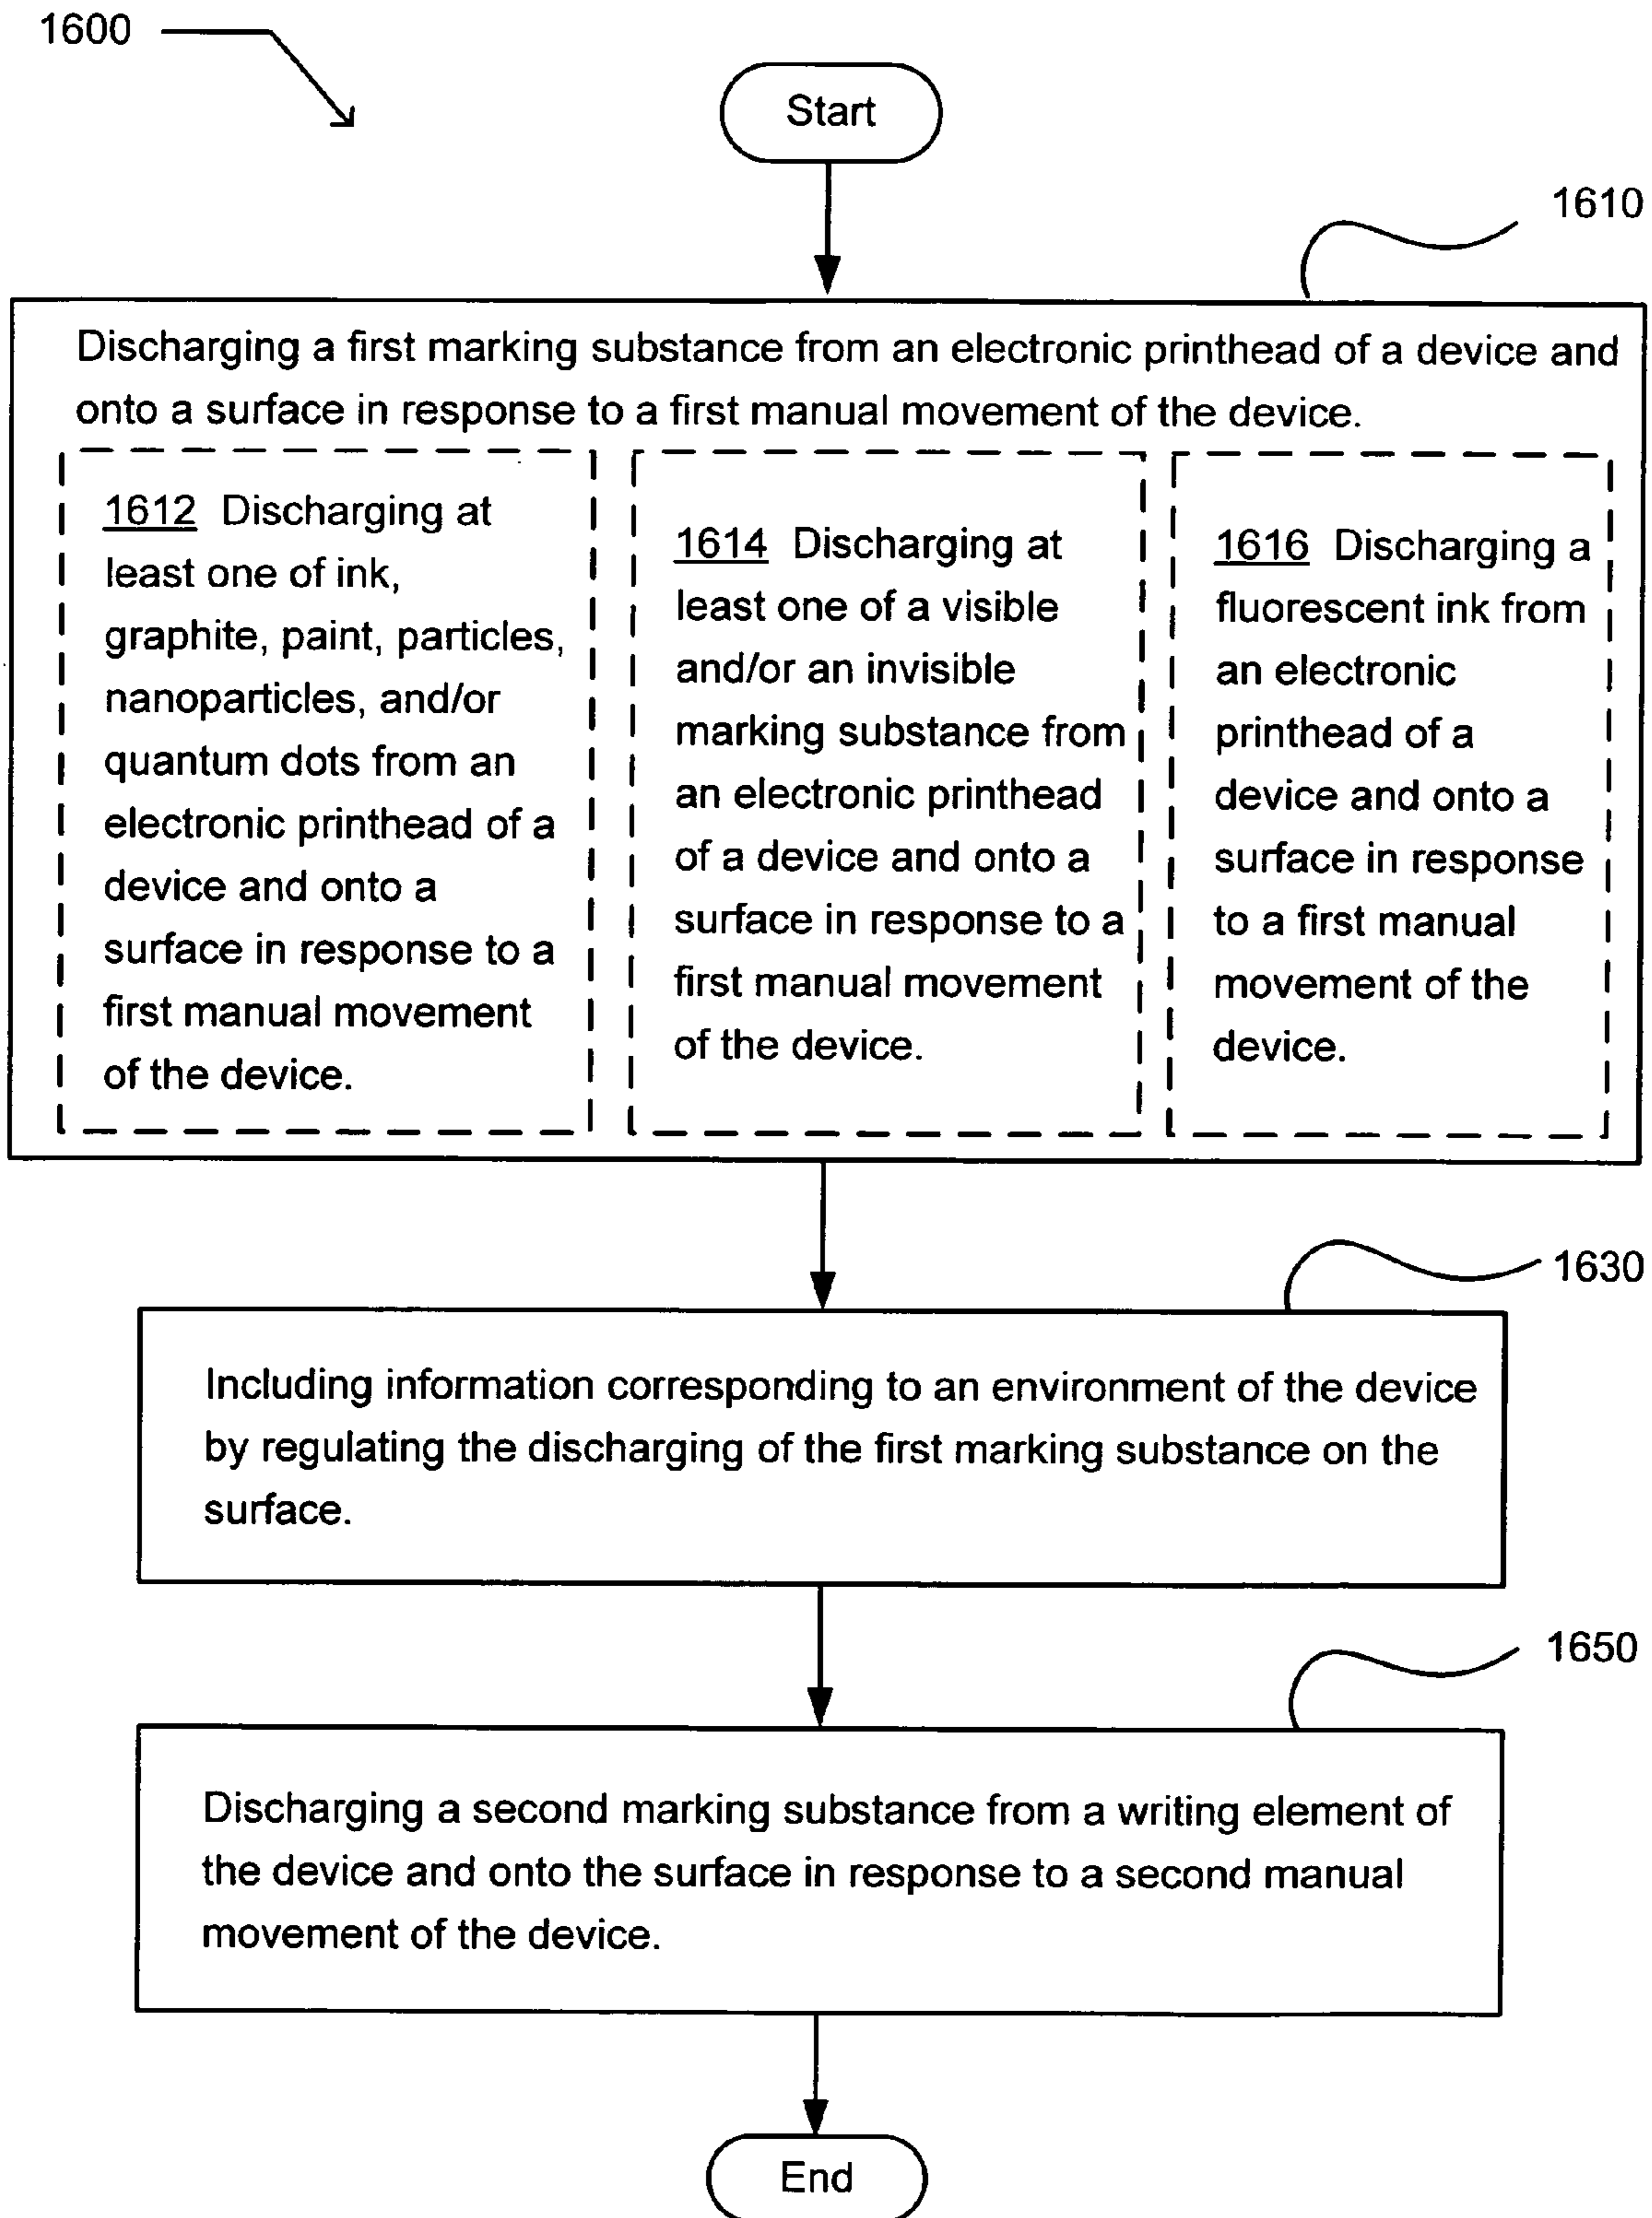 1600
Start
1610
Discharging a first marking substance from an electronic printhead of a device and
onto a surface in response to a first manual movement of the device.
1612 Discharging at
least one of ink,
graphite, paint, particles,
nanoparticles, and/or
quantum dots from an
electronic printhead of a
device and onto a
surface in response to a
first manual movement
of the device.
1614 Discharging at
least one of a visible
and/or an invisible
marking substance from
an electronic printhead
of a device and onto a
surface in response to a
first manual movement
of the device.
1616 Discharging a
fluorescent ink from
an electronic
printhead of a
device and onto a
surface in response
to a first manual
movement of the
device.
1630
Including information corresponding to an environment of the device
by regulating the discharging of the first marking substance on the
surface.
1650
Discharging a second marking substance from a writing element of
the device and onto the surface in response to a second manual
movement of the device.
End